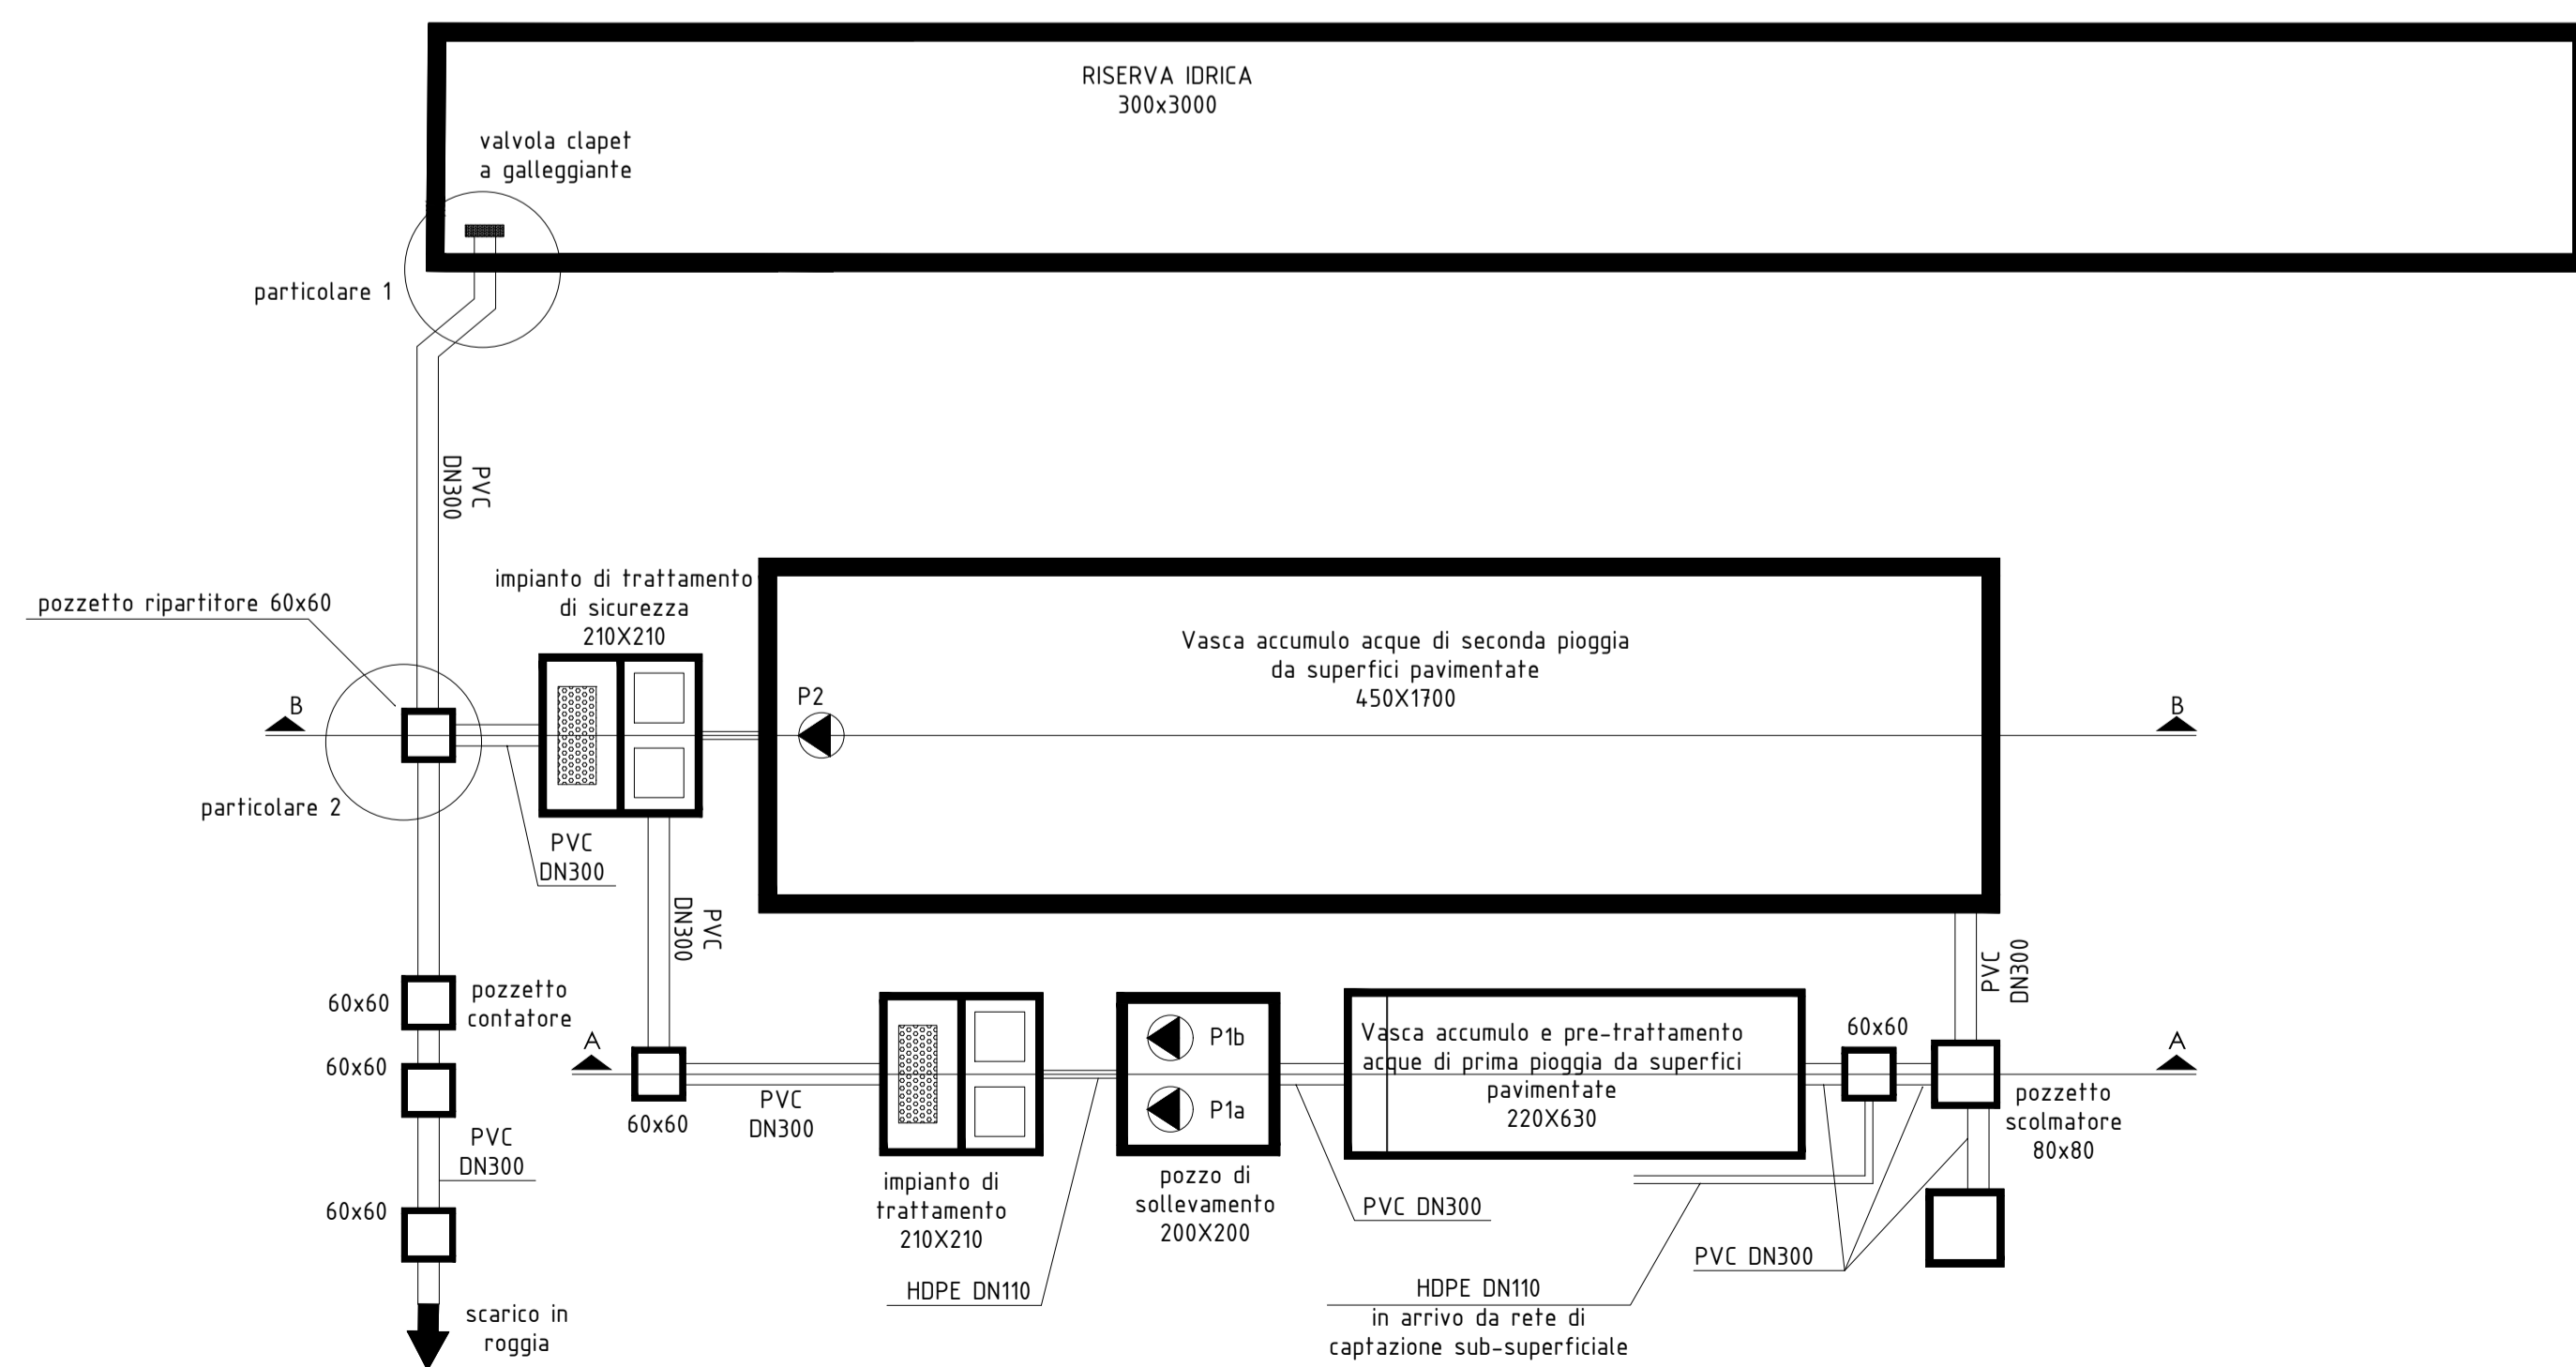 RISERVA IDRICA
300x3000
valvola clapet
a galleggiante
particolare 1
PVC
DN300
pozzetto ripartitore 60x60
impianto di trattamento
di sicurezza
210X210
Vasca accumulo acque di seconda pioggia
da superfici pavimentate
450X1700
P2
B
B
particolare 2
PVC
DN300
PVC
DN300
PVC
DN300
60x60
pozzetto
contatore
60x60
A
60x60
PVC
DN300
P1b
P1a
Vasca accumulo e pre-trattamento
acque di prima pioggia da superfici
pavimentate
220X630
60x60
A
pozzetto
scolmatore
80x80
PVC
DN300
60x60
impianto di
trattamento
210X210
pozzo di
sollevamento
200X200
PVC DN300
PVC DN300
HDPE DN110
HDPE DN110
in arrivo da rete di
captazione sub-superficiale
scarico in
roggia